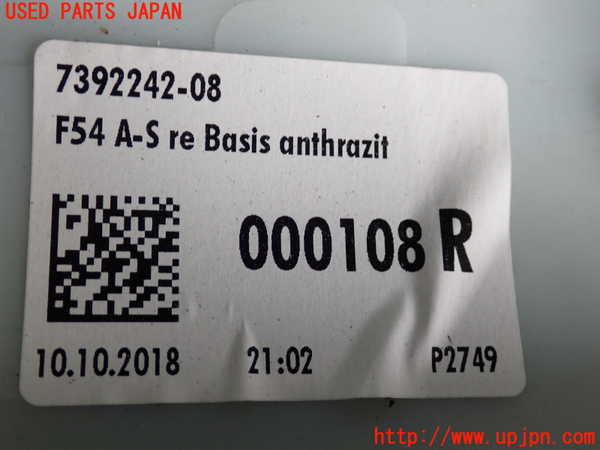 USED PARTS JAPAN
7392242-08
F54 A-S re Basis anthrazit
000108 R
10.10.2018 21:02 P2749
http://www.upjpn.com/